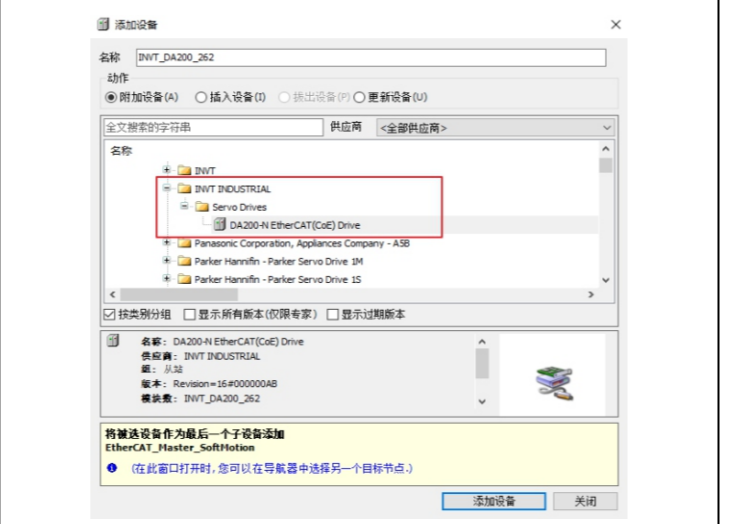 添加设备
名称 INVT_DA200_262
动作
附加设备(A) 插入设备(I) 拔出设备(P) 更新设备(U)
全文搜索的字符串 供应商 <全部供应商>
名称
INVT
INVT INDUSTRIAL
Servo Drives
DA200-N EtherCAT(CoE) Drive
Panasonic Corporation, Appliances Company - A5B
Parker Hannifin - Parker Servo Drive 1M
Parker Hannifin - Parker Servo Drive 1S
按类别分组 显示所有版本(仅限专家) 显示过期版本
名称: DA200-N EtherCAT(CoE) Drive
供应商: INVT INDUSTRIAL
组: 从站
版本: Revision=16#000000AB
模块数: INVT_DA200_262
将被选设备作为最后一个子设备添加
EtherCAT_Master_SoftMotion
(在此窗口打开时,您可以在导航器中选择另一个目标节点.)
添加设备 关闭